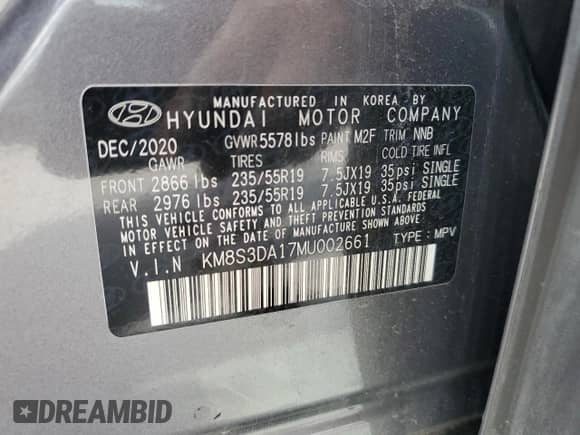 MANUFACTURED IN KOREA BY
HYUNDAI MOTOR COMPANY
DEC/2020 GVWR 5578 lbs PAINT M2F TRIM NNB
GAWR TIRES RIMS COLD TIRE INFL
FRONT 2866 lbs 235/55R19 7.5JX19 35psi SINGLE
REAR 2976 lbs 235/55R19 7.5JX19 35psi SINGLE
THIS VEHICLE CONFORMS TO ALL APPLICABLE U.S.A. FEDERAL
MOTOR VEHICLE SAFETY AND THEFT PREVENTION STANDARDS
IN EFFECT ON THE DATE OF MANUFACTURE SHOWN ABOVE.
V.I.N KM8S3DA17MU002661 TYPE : MPV
DREAMBID